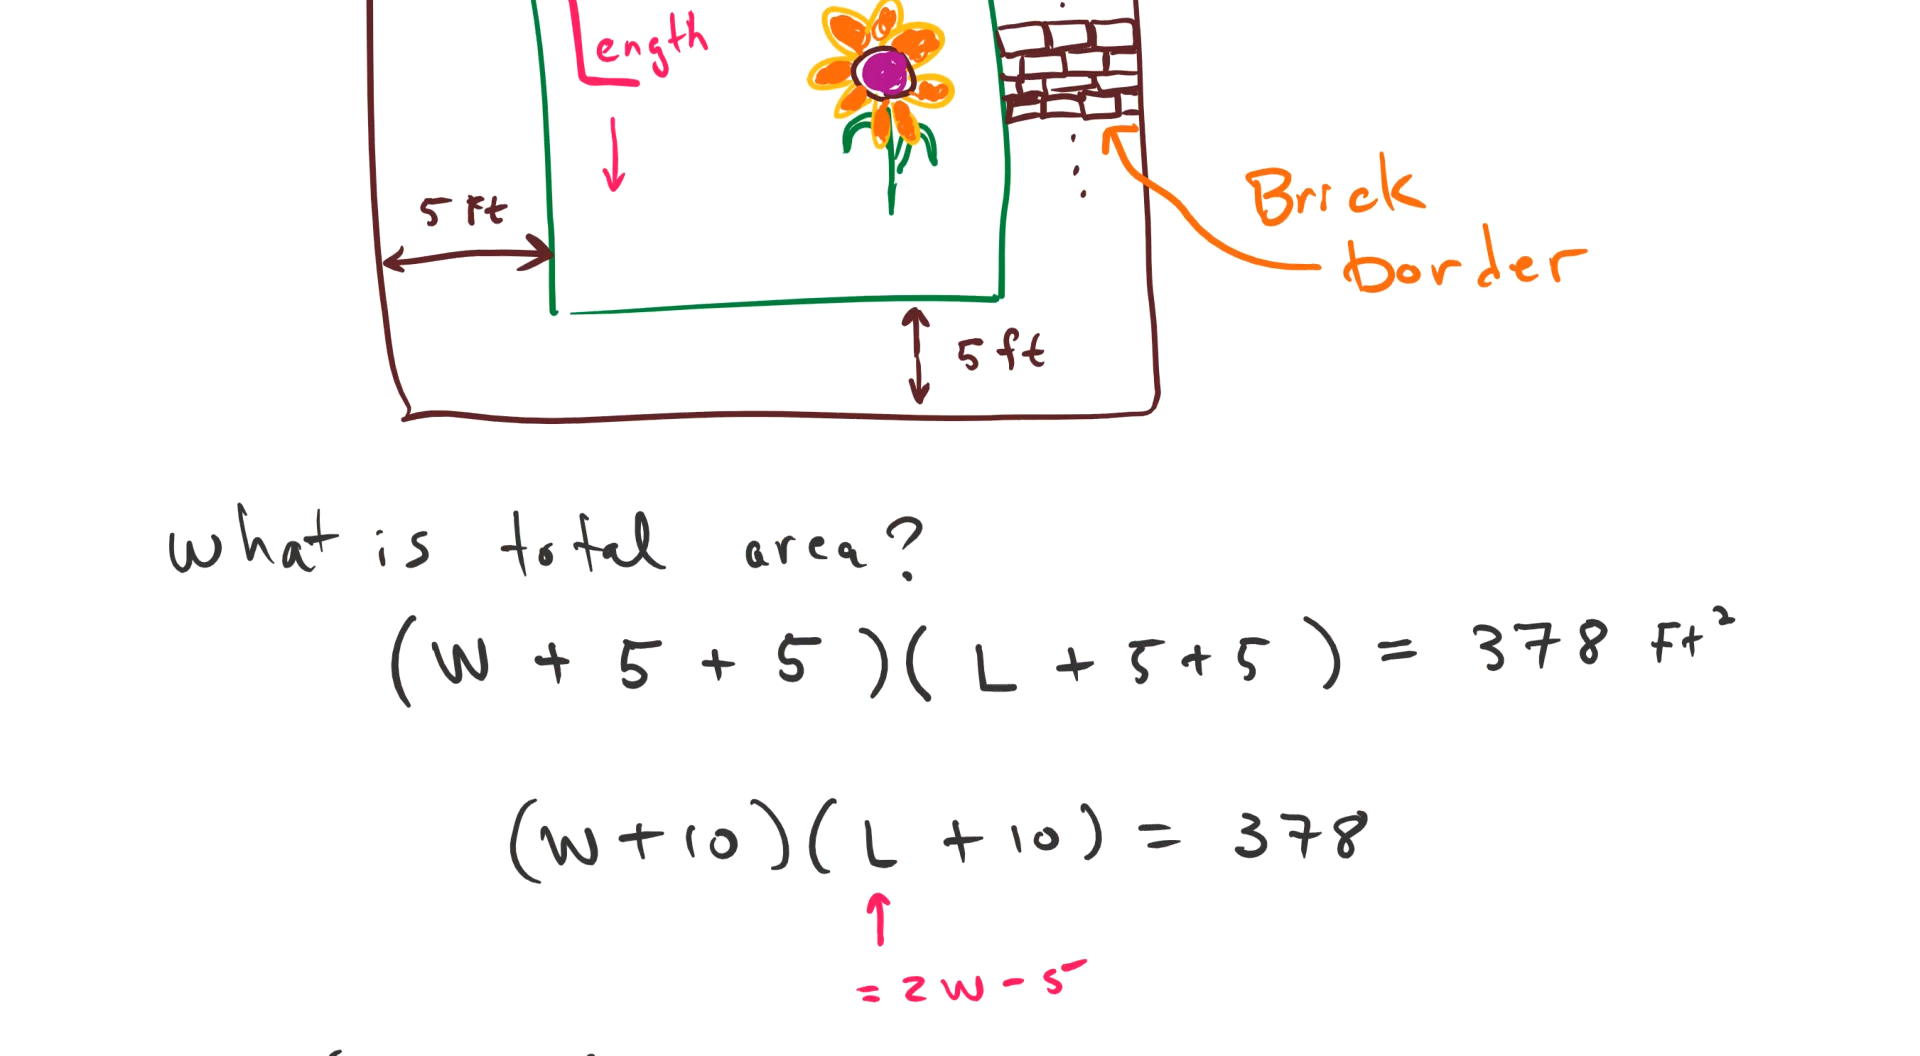 Length
5 Ft
Brick
border
5 ft
What is total area?
(W + 5 + 5)(L + 5 + 5) = 378 Ft²
(W + 10)(L + 10) = 378
= 2W - 5